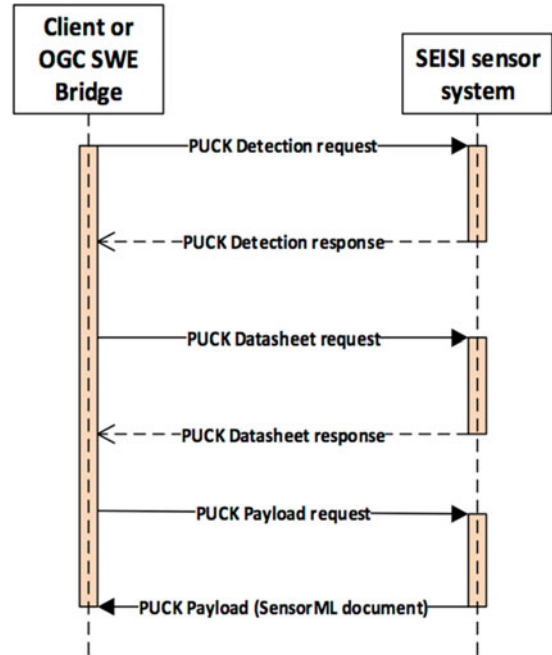 Client or
OGC SWE
Bridge
SEISI sensor
system
PUCK Detection request
PUCK Detection response
PUCK Datasheet request
PUCK Datasheet response
PUCK Payload request
PUCK Payload (SensorML document)